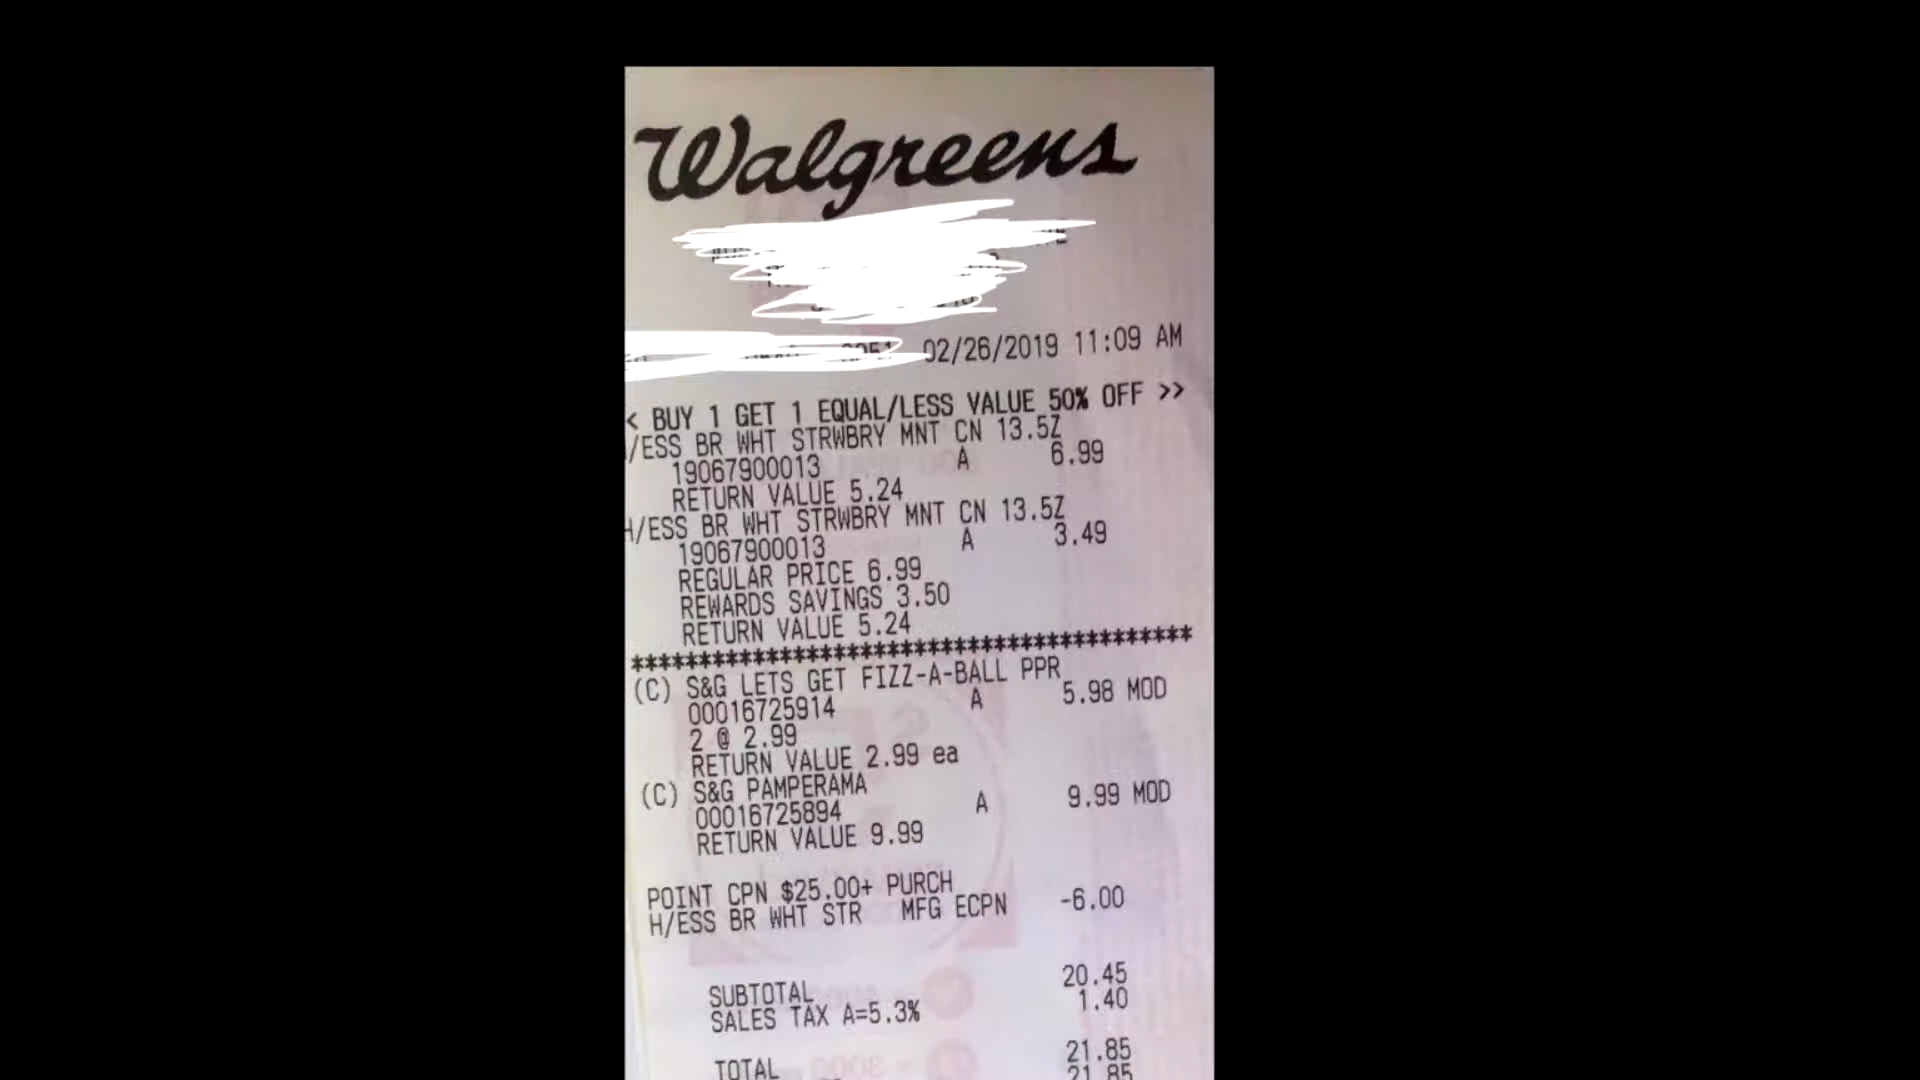 Walgreens
02/26/2019 11:09 AM
< BUY 1 GET 1 EQUAL/LESS VALUE 50% OFF >>
/ESS BR WHT STRWBRY MNT CN 13.5Z
19067900013 A 6.99
RETURN VALUE 5.24
H/ESS BR WHT STRWBRY MNT CN 13.5Z
19067900013 A 3.49
REGULAR PRICE 6.99
REWARDS SAVINGS 3.50
RETURN VALUE 5.24
******************************************
(C) S&G LETS GET FIZZ-A-BALL PPR
00016725914 A 5.98 MOD
2 @ 2.99
RETURN VALUE 2.99 ea
(C) S&G PAMPERAMA
00016725894 A 9.99 MOD
RETURN VALUE 9.99
POINT CPN $25.00+ PURCH
H/ESS BR WHT STR MFG ECPN -6.00
SUBTOTAL 20.45
SALES TAX A=5.3% 1.40
TOTAL 21.85
21.85